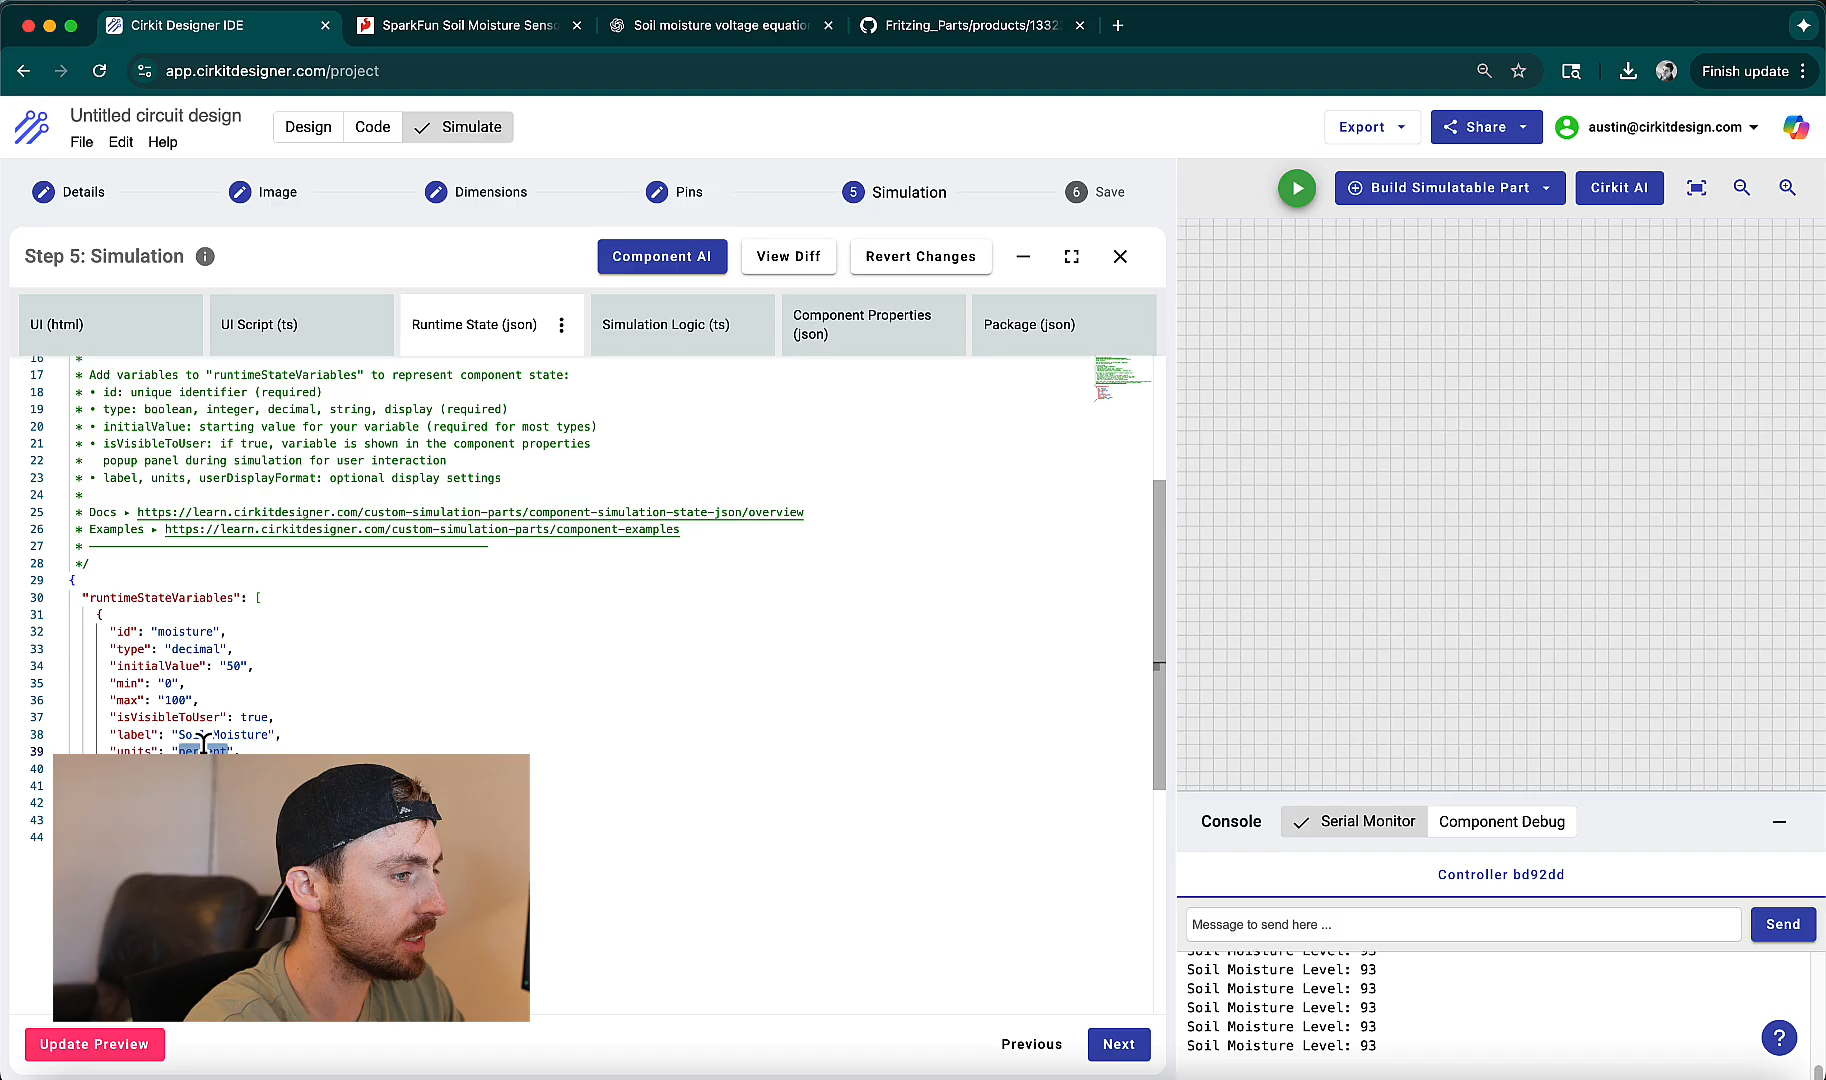 Cirkit Designer IDE
SparkFun Soil Moisture Senso
Soil moisture voltage equation
Fritzing_Parts/products/1332
app.cirkitdesigner.com/project
Finish update
Untitled circuit design
File Edit Help
Design Code Simulate
Export
Share
austin@cirkitdesign.com
Details
Image
Dimensions
Pins
5 Simulation
6 Save
Build Simulatable Part
Cirkit AI
Step 5: Simulation
Component AI
View Diff
Revert Changes
UI (html)
UI Script (ts)
Runtime State (json)
Simulation Logic (ts)
Component Properties
(json)
Package (json)
16 *
17 * Add variables to "runtimeStateVariables" to represent component state:
18 * • id: unique identifier (required)
19 * • type: boolean, integer, decimal, string, display (required)
20 * • initialValue: starting value for your variable (required for most types)
21 * • isVisibleToUser: if true, variable is shown in the component properties
22 * popup panel during simulation for user interaction
23 * • label, units, userDisplayFormat: optional display settings
24 *
25 * Docs ▸ https://learn.cirkitdesigner.com/custom-simulation-parts/component-simulation-state-json/overview
26 * Examples ▸ https://learn.cirkitdesigner.com/custom-simulation-parts/component-examples
27 *
28 */
29 {
30 "runtimeStateVariables": [
31 {
32 "id": "moisture",
33 "type": "decimal",
34 "initialValue": "50",
35 "min": "0",
36 "max": "100",
37 "isVisibleToUser": true,
38 "label": "Soil Moisture",
39 "units": "percent",
40
41
42
43
44
Console
Serial Monitor
Component Debug
Controller bd92dd
Message to send here ...
Send
Soil Moisture Level: 93
Soil Moisture Level: 93
Soil Moisture Level: 93
Soil Moisture Level: 93
Soil Moisture Level: 93
Soil Moisture Level: 93
Update Preview
Previous
Next
?